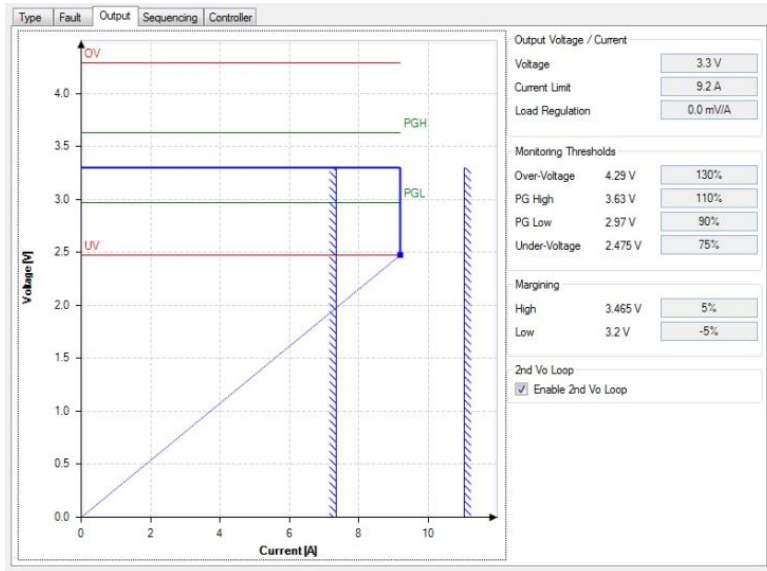 Type Fault Output Sequencing Controller
OV
PGH
PGL
UV
4.0
3.5
3.0
2.5
2.0
1.5
1.0
0.5
0.0
Voltage [V]
0 2 4 6 8 10
Current [A]
Output Voltage / Current
Voltage 3.3 V
Current Limit 9.2 A
Load Regulation 0.0 mV/A
Monitoring Thresholds
Over-Voltage 4.29 V 130%
PG High 3.63 V 110%
PG Low 2.97 V 90%
Under-Voltage 2.475 V 75%
Margining
High 3.465 V 5%
Low 3.2 V -5%
2nd Vo Loop
Enable 2nd Vo Loop